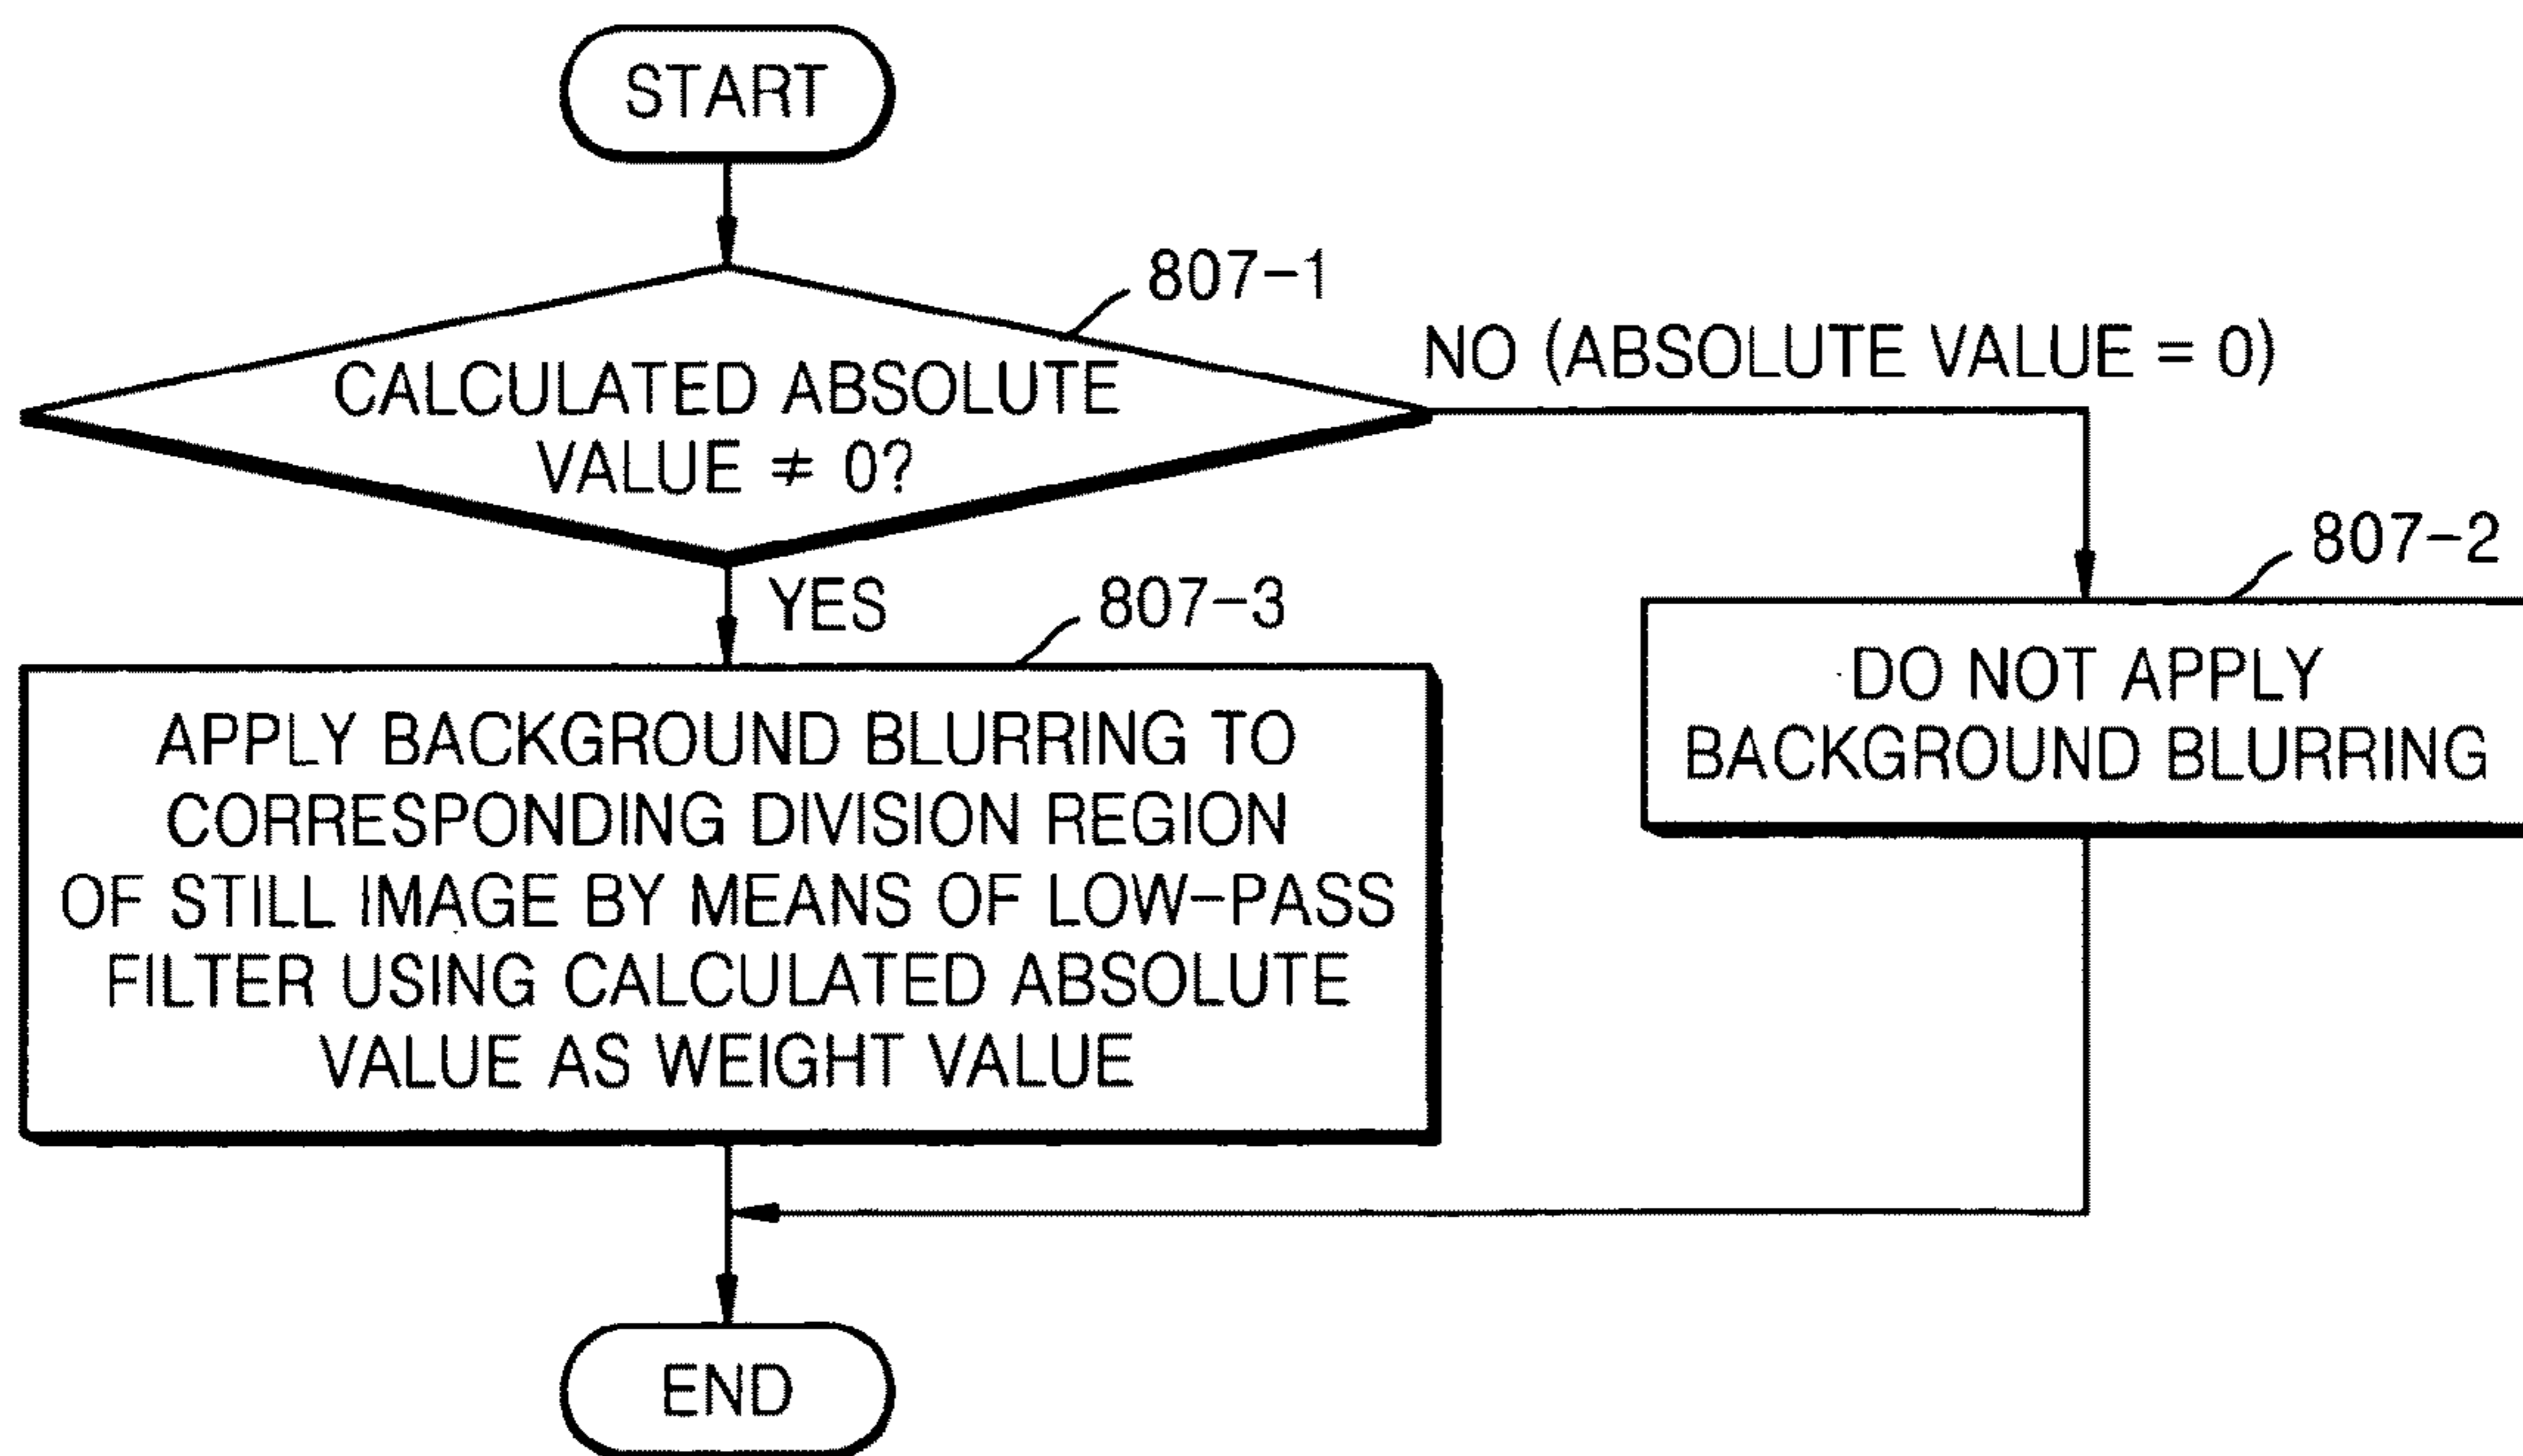 START
807-1
CALCULATED ABSOLUTE
VALUE ≠ 0?
NO (ABSOLUTE VALUE = 0)
YES
807-3
807-2
APPLY BACKGROUND BLURRING TO
CORRESPONDING DIVISION REGION
OF STILL IMAGE BY MEANS OF LOW-PASS
FILTER USING CALCULATED ABSOLUTE
VALUE AS WEIGHT VALUE
DO NOT APPLY
BACKGROUND BLURRING
END